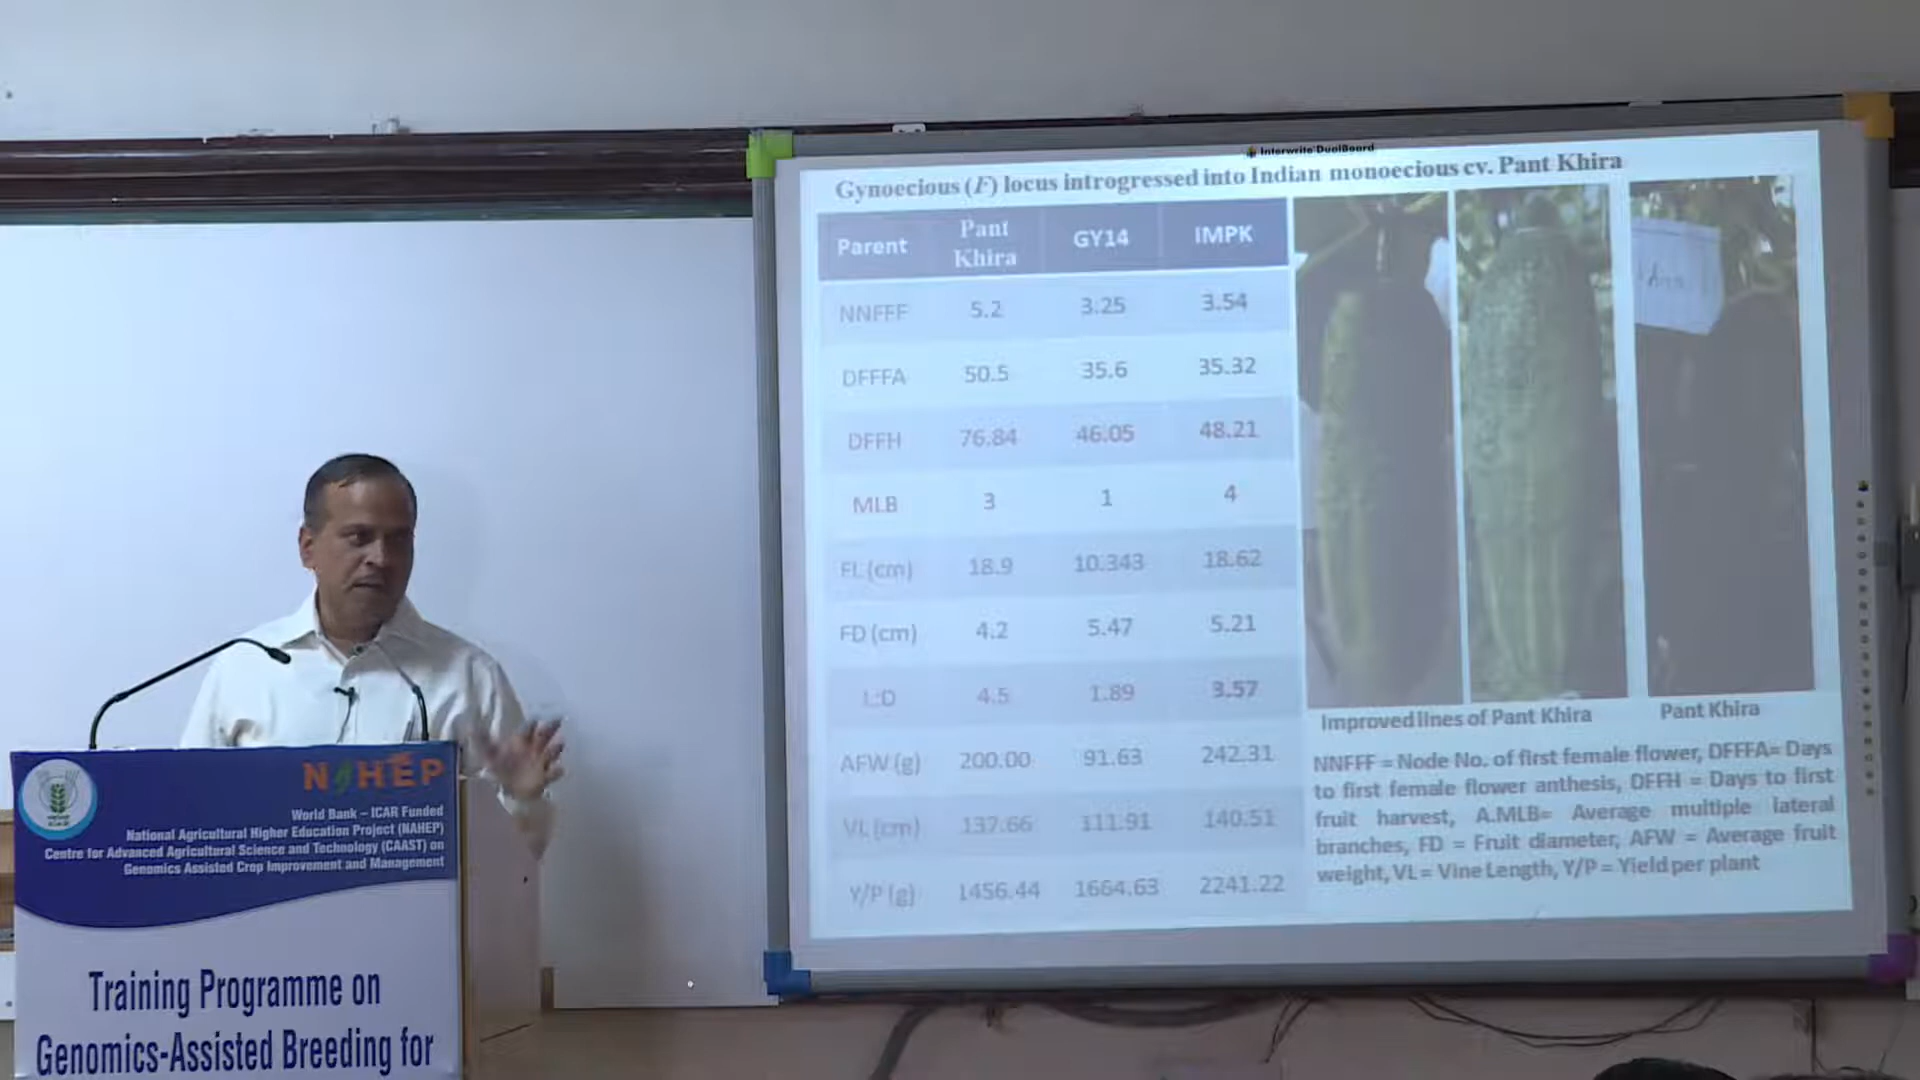 Interwrite DualBoard
Gynoecious (F) locus introgressed into Indian monoecious cv. Pant Khira
Parent Pant Khira GY14 IMPK
NNFFF 5.2 3.25 3.54
DFFFA 50.5 35.6 35.32
DFFH 76.84 46.05 48.21
MLB 3 1 4
FL (cm) 18.9 10.343 18.62
FD (cm) 4.2 5.47 5.21
L:D 4.5 1.89 3.57
AFW (g) 200.00 91.63 242.31
VL (cm) 137.66 111.91 140.51
Y/P (g) 1456.44 1664.63 2241.22
Improved lines of Pant Khira
Pant Khira
NNFFF = Node No. of first female flower, DFFFA= Days
to first female flower anthesis, DFFH = Days to first
fruit harvest, A.MLB= Average multiple lateral
branches, FD = Fruit diameter, AFW = Average fruit
weight, VL = Vine Length, Y/P = Yield per plant
NAHEP
World Bank – ICAR Funded
National Agricultural Higher Education Project (NAHEP)
Centre for Advanced Agricultural Science and Technology (CAAST) on
Genomics Assisted Crop Improvement and Management
Training Programme on
Genomics-Assisted Breeding for